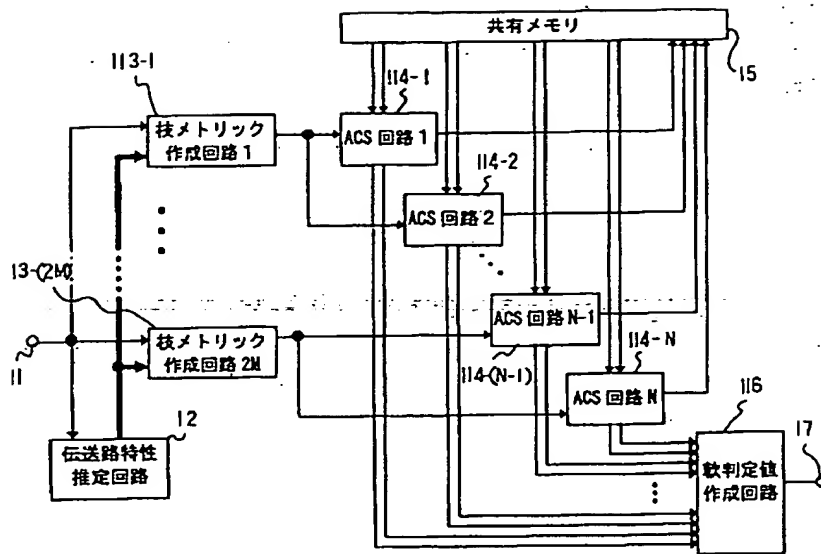 共有メモリ
15
113-1
114-1
枝メトリック
作成回路 1
ACS 回路 1
114-2
ACS 回路 2
13-(2M)
枝メトリック
作成回路 2M
ACS 回路 N-1
114-(N-1)
114-N
ACS 回路 N
11
12
伝送路特性
推定回路
116
軟判定値
作成回路
17